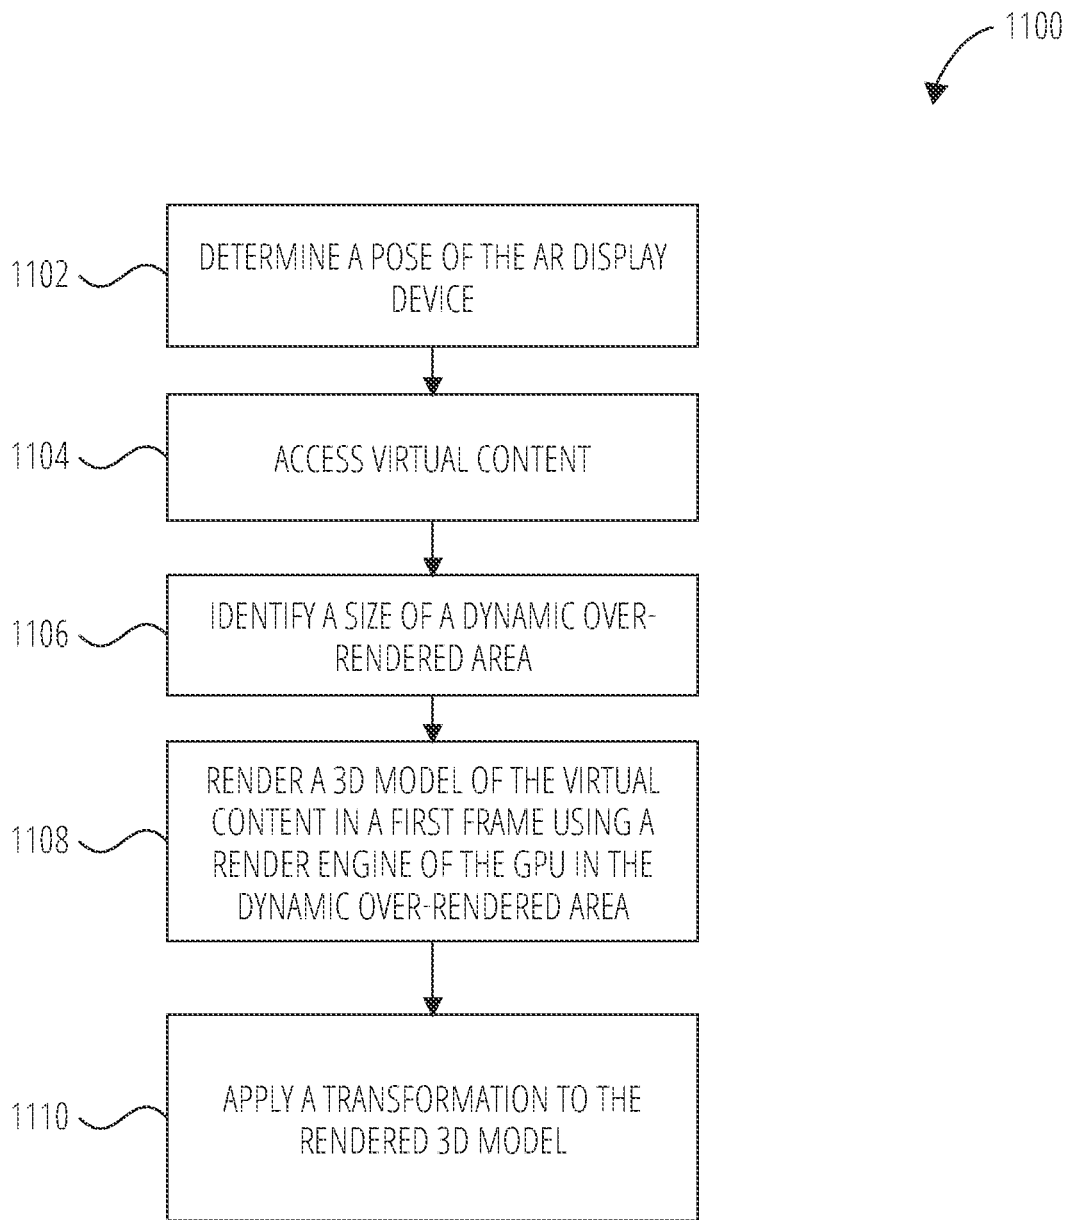 1100
1102
DETERMINE A POSE OF THE AR DISPLAY
DEVICE
1104
ACCESS VIRTUAL CONTENT
1106
IDENTIFY A SIZE OF A DYNAMIC OVER-
RENDERED AREA
1108
RENDER A 3D MODEL OF THE VIRTUAL
CONTENT IN A FIRST FRAME USING A
RENDER ENGINE OF THE GPU IN THE
DYNAMIC OVER-RENDERED AREA
1110
APPLY A TRANSFORMATION TO THE
RENDERED 3D MODEL